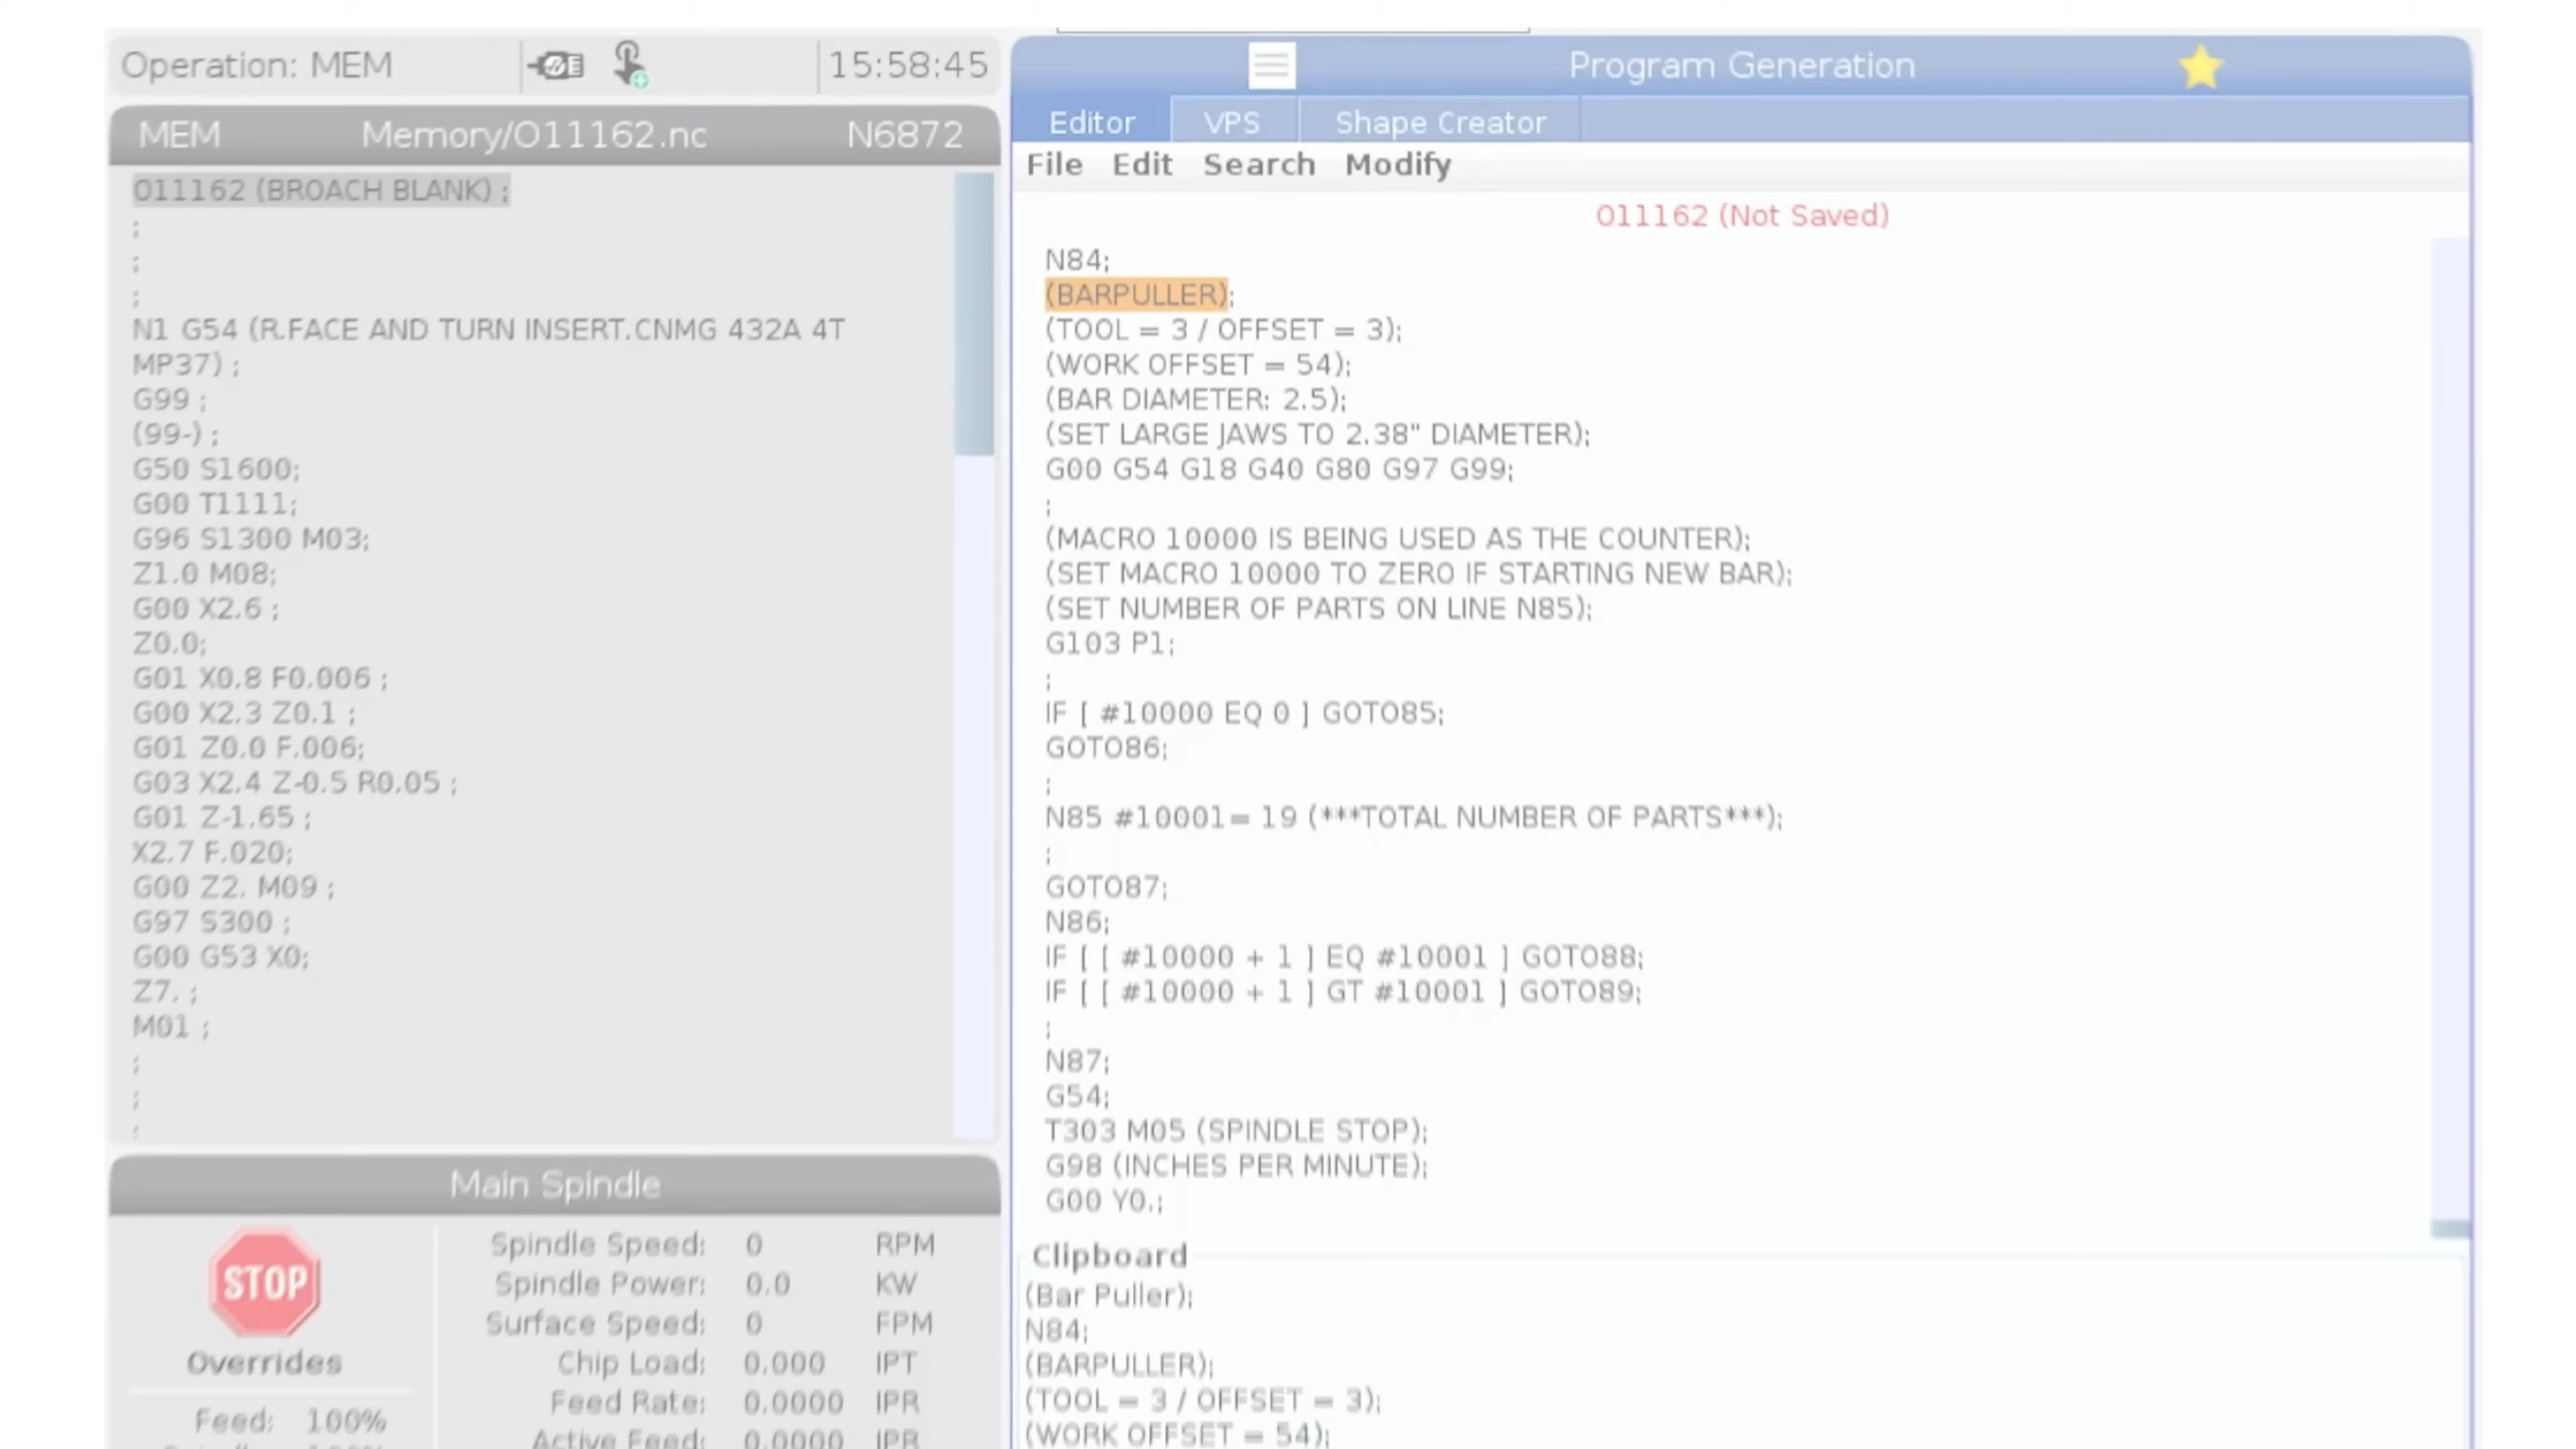 Operation: MEM
15:58:45
MEM Memory/O11162.nc N6872
O11162 (BROACH BLANK) ;
;
;
;
N1 G54 (R.FACE AND TURN INSERT.CNMG 432A 4T
MP37) ;
G99 ;
(99-) ;
G50 S1600;
G00 T1111;
G96 S1300 M03;
Z1.0 M08;
G00 X2.6 ;
Z0.0;
G01 X0.8 F0.006 ;
G00 X2.3 Z0.1 ;
G01 Z0.0 F.006;
G03 X2.4 Z-0.5 R0.05 ;
G01 Z-1.65 ;
X2.7 F.020;
G00 Z2. M09 ;
G97 S300 ;
G00 G53 X0;
Z7. ;
M01 ;
;
;
;
Main Spindle
STOP
Overrides
Feed: 100%
Spindle Speed: 0 RPM
Spindle Power: 0.0 KW
Surface Speed: 0 FPM
Chip Load: 0.000 IPT
Feed Rate: 0.0000 IPR
Active Feed: 0.0000 IPR
Program Generation
Editor VPS Shape Creator
File Edit Search Modify
O11162 (Not Saved)
N84;
(BARPULLER);
(TOOL = 3 / OFFSET = 3);
(WORK OFFSET = 54);
(BAR DIAMETER: 2.5);
(SET LARGE JAWS TO 2.38" DIAMETER);
G00 G54 G18 G40 G80 G97 G99;
;
(MACRO 10000 IS BEING USED AS THE COUNTER);
(SET MACRO 10000 TO ZERO IF STARTING NEW BAR);
(SET NUMBER OF PARTS ON LINE N85);
G103 P1;
;
IF [ #10000 EQ 0 ] GOTO85;
GOTO86;
;
N85 #10001= 19 (***TOTAL NUMBER OF PARTS***);
;
GOTO87;
N86;
IF [ [ #10000 + 1 ] EQ #10001 ] GOTO88;
IF [ [ #10000 + 1 ] GT #10001 ] GOTO89;
;
N87;
G54;
T303 M05 (SPINDLE STOP);
G98 (INCHES PER MINUTE);
G00 Y0.;
Clipboard
(Bar Puller);
N84;
(BARPULLER);
(TOOL = 3 / OFFSET = 3);
(WORK OFFSET = 54);